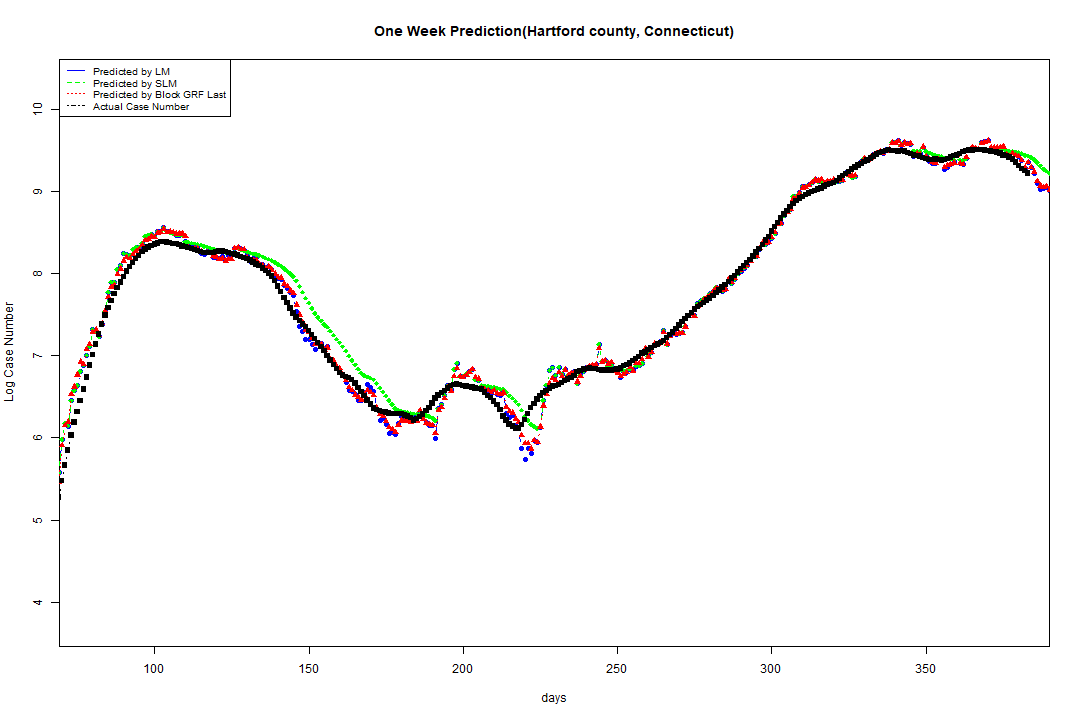 One Week Prediction(Hartford county, Connecticut)
Predicted by LM
Predicted by SLM
Predicted by Block GRF Last
Actual Case Number
Log Case Number
10
9
8
7
6
5
4
100 150 200 250 300 350
days